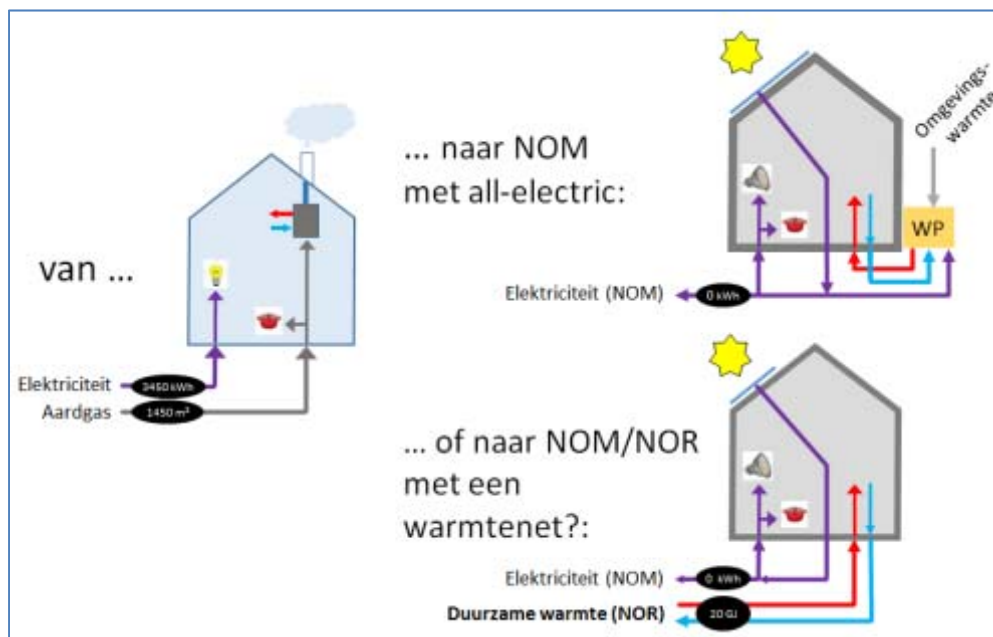 van ...
Elektriciteit
3450 kWh
Aardgas
1450 m³
... naar NOM
met all-electric:
Omgevings-
warmte
WP
Elektriciteit (NOM)
0 kWh
... of naar NOM/NOR
met een
warmtenet?:
Elektriciteit (NOM)
0 kWh
Duurzame warmte (NOR)
20 GJ